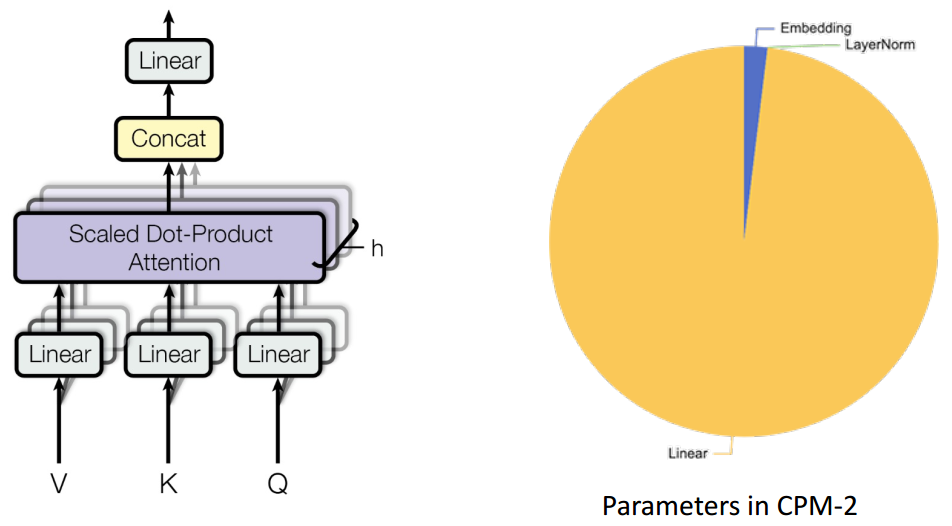 Linear
Concat
Scaled Dot-Product
Attention
h
Linear
Linear
Linear
V
K
Q
Embedding
LayerNorm
Linear
Parameters in CPM-2